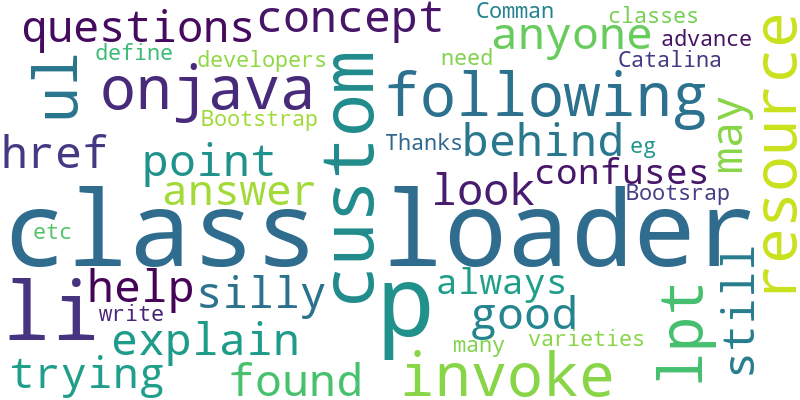 questions
concept
Comman
classes
anyone
advance
define
developers
need
Catalina
ul
onjava
custom
following
resource
Bootstrap
href
point
Thanks
behind
eg
may
answer
look
confuses
Bootsrap
class loader
etc
li
help
silly
p
always
good
lpt
still
write
explain
many
varieties
trying
found
invoke